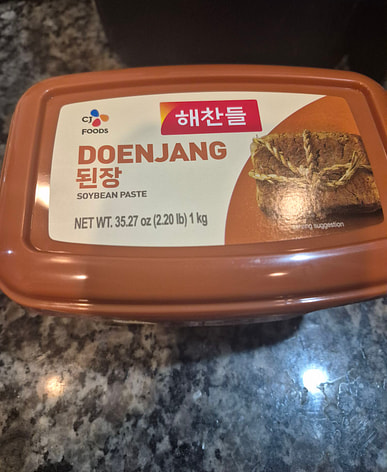 CJ
FOODS
해찬들
DOENJANG
된장
SOYBEAN PASTE
NET WT. 35.27 oz (2.20 lb) 1 kg
suggestion